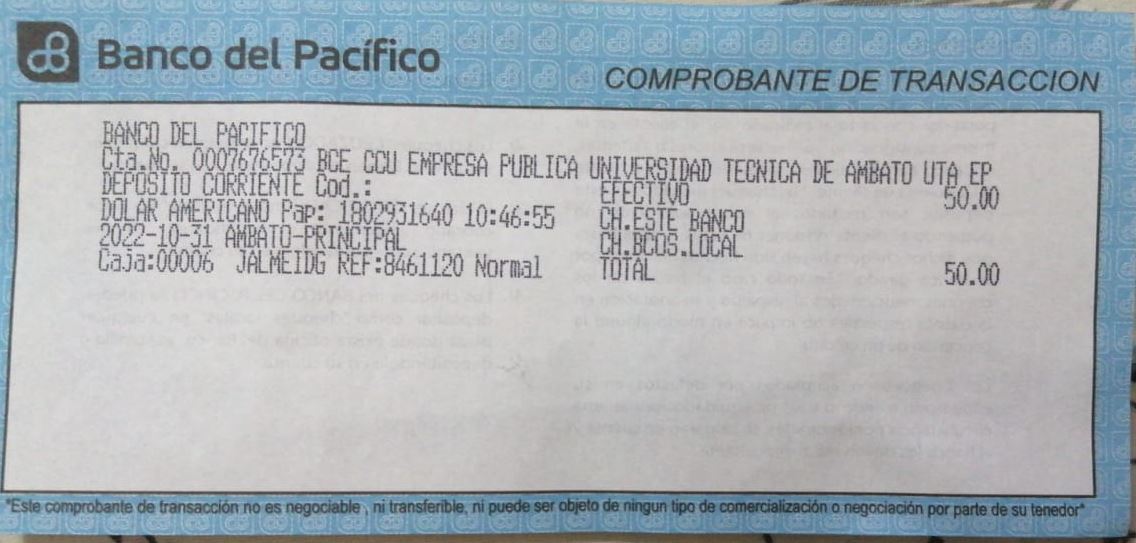 Banco del Pacífico
COMPROBANTE DE TRANSACCION
BANCO DEL PACIFICO
Cta.No. 0007676573 BCE CCU EMPRESA PUBLICA UNIVERSIDAD TECNICA DE AMBATO UTA EP
DEPOSITO CORRIENTE Cod.: EFECTIVO 50.00
DOLAR AMERICANO Pap: 1802931640 10:46:55 CH.ESTE BANCO
2022-10-31 AMBATO-PRINCIPAL CH.BCOS.LOCAL
Caja:00006 JALMEIDG REF:8461120 Normal TOTAL 50.00
"Este comprobante de transacción no es negociable , ni transferible, ni puede ser objeto de ningun tipo de comercialización o negociación por parte de su tenedor"